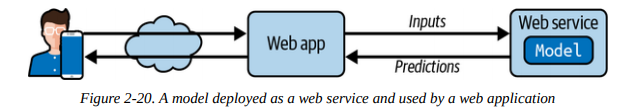 Inputs
Web service
Web app
Model
Predictions
Figure 2-20. A model deployed as a web service and used by a web application